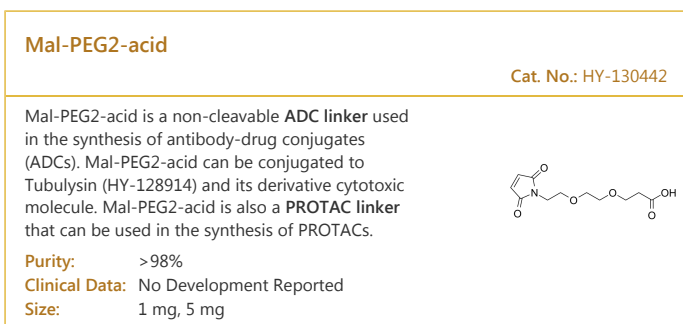 Mal-PEG2-acid
Cat. No.: HY-130442
Mal-PEG2-acid is a non-cleavable ADC linker used
in the synthesis of antibody-drug conjugates
(ADCs). Mal-PEG2-acid can be conjugated to
Tubulysin (HY-128914) and its derivative cytotoxic
molecule. Mal-PEG2-acid is also a PROTAC linker
that can be used in the synthesis of PROTACs.
O
N
O
O
O
O
OH
Purity: >98%
Clinical Data: No Development Reported
Size: 1 mg, 5 mg